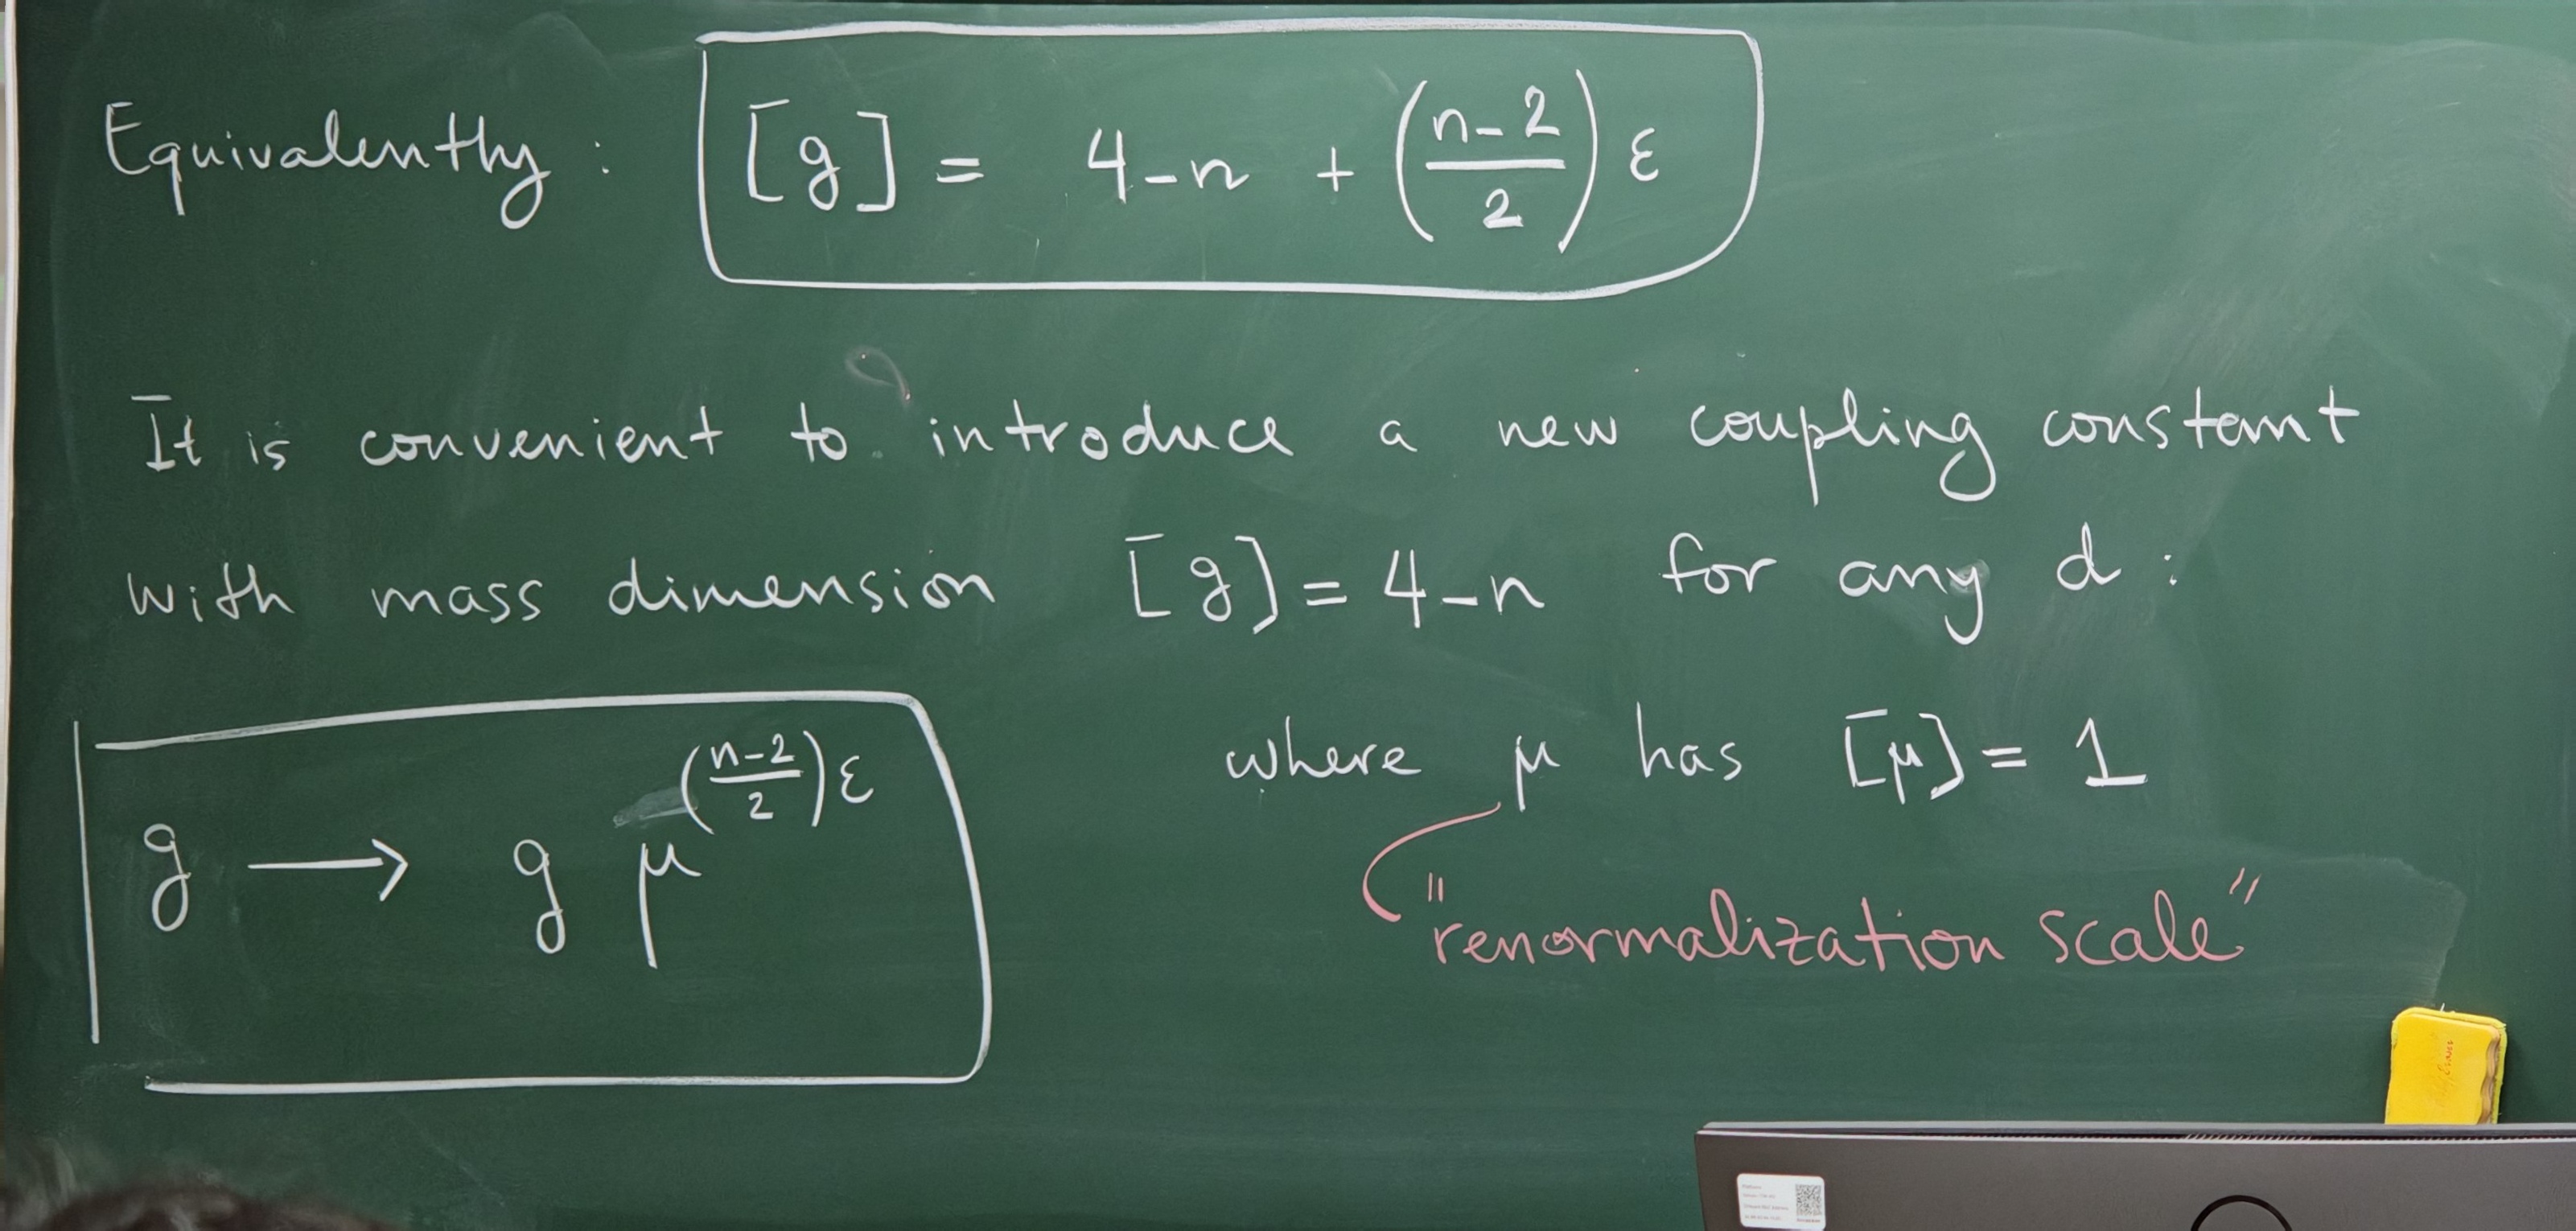 Equivalently : [g] = 4-n + (n-2/2) ε
It is convenient to introduce a new coupling constant
with mass dimension [g] = 4-n for any d :
g → g μ^(n-2/2)ε
where μ has [μ] = 1
"renormalization scale"